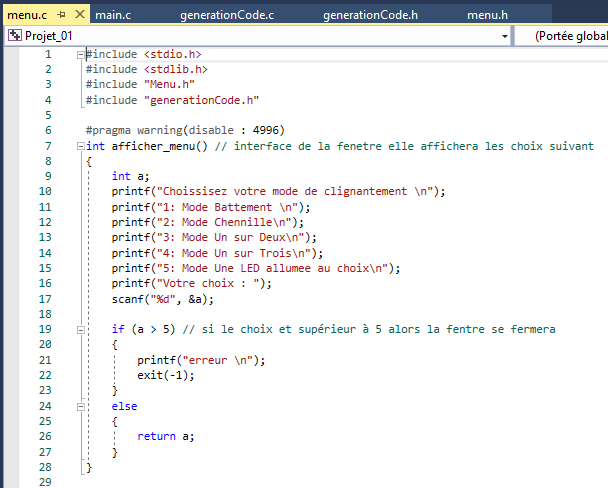 menu.c main.c generationCode.c generationCode.h menu.h
Projet_01 (Portée global
1 #include <stdio.h>
2 #include <stdlib.h>
3 #include "Menu.h"
4 #include "generationCode.h"
5
6 #pragma warning(disable : 4996)
7 int afficher_menu() // interface de la fenetre elle affichera les choix suivant
8 {
9 int a;
10 printf("Choissisez votre mode de clignantement \n");
11 printf("1: Mode Battement \n");
12 printf("2: Mode Chennille\n");
13 printf("3: Mode Un sur Deux\n");
14 printf("4: Mode Un sur Trois\n");
15 printf("5: Mode Une LED allumee au choix\n");
16 printf("Votre choix : ");
17 scanf("%d", &a);
18
19 if (a > 5) // si le choix et supérieur à 5 alors la fentre se fermera
20 {
21 printf("erreur \n");
22 exit(-1);
23 }
24 else
25 {
26 return a;
27 }
28 }
29